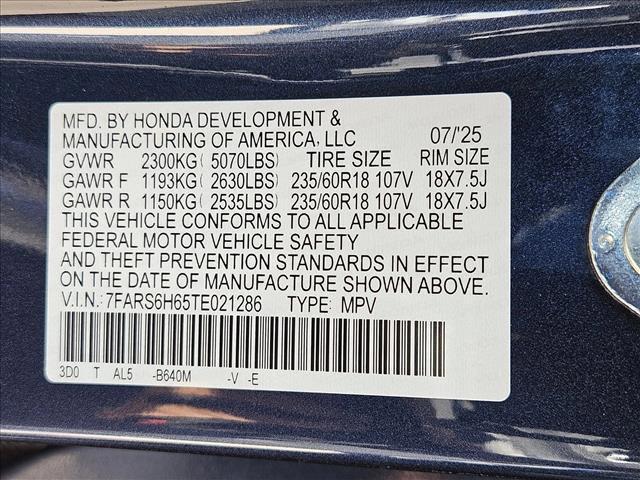 MFD. BY HONDA DEVELOPMENT &
MANUFACTURING OF AMERICA, LLC 07/'25
GVWR 2300KG( 5070LBS) TIRE SIZE RIM SIZE
GAWR F 1193KG( 2630LBS) 235/60R18 107V 18X7.5J
GAWR R 1150KG( 2535LBS) 235/60R18 107V 18X7.5J
THIS VEHICLE CONFORMS TO ALL APPLICABLE
FEDERAL MOTOR VEHICLE SAFETY
AND THEFT PREVENTION STANDARDS IN EFFECT
ON THE DATE OF MANUFACTURE SHOWN ABOVE.
V.I.N.:7FARS6H65TE021286 TYPE: MPV
3D0 T AL5 -B640M -V -E